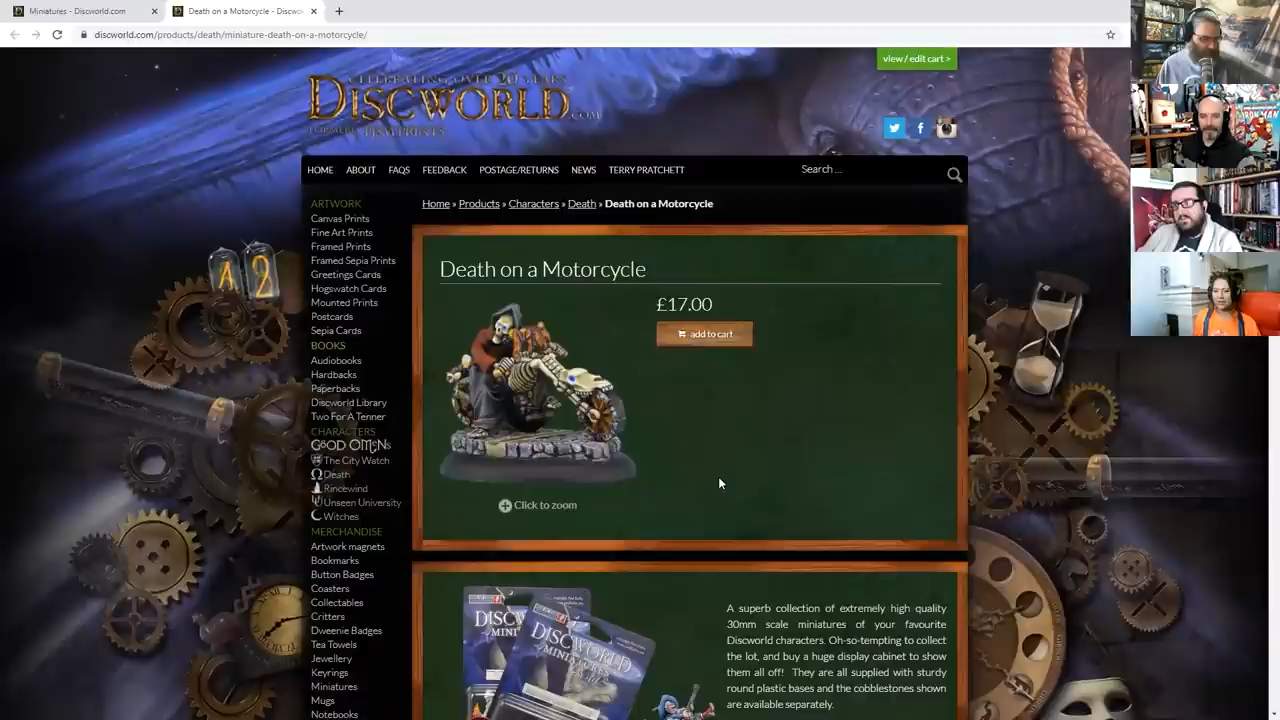 Miniatures - Discworld.com
Death on a Motorcycle - Discwo
discworld.com/products/death/miniature-death-on-a-motorcycle/
view / edit cart >
CELEBRATING OVER 20 YEARS
DISCWORLD.COM
FORMERLY PJSM PRINTS
HOME
ABOUT
FAQS
FEEDBACK
POSTAGE/RETURNS
NEWS
TERRY PRATCHETT
Search ...
Home » Products » Characters » Death » Death on a Motorcycle
ARTWORK
Canvas Prints
Fine Art Prints
Framed Prints
Framed Sepia Prints
Greetings Cards
Hogswatch Cards
Mounted Prints
Postcards
Sepia Cards
BOOKS
Audiobooks
Hardbacks
Paperbacks
Discworld Library
Two For A Tenner
CHARACTERS
GOOD OMENS
The City Watch
Death
Rincewind
Unseen University
Witches
MERCHANDISE
Artwork magnets
Bookmarks
Button Badges
Coasters
Collectables
Critters
Dweenie Badges
Tea Towels
Jewellery
Keyrings
Miniatures
Mugs
Notebooks
Death on a Motorcycle
£17.00
add to cart
Click to zoom
A superb collection of extremely high quality
30mm scale miniatures of your favourite
Discworld characters. Oh-so-tempting to collect
the lot, and buy a huge display cabinet to show
them all off! They are all supplied with sturdy
round plastic bases and the cobblestones shown
are available separately.
DISCWORLD
MINIATURES
A2
IRON MAN